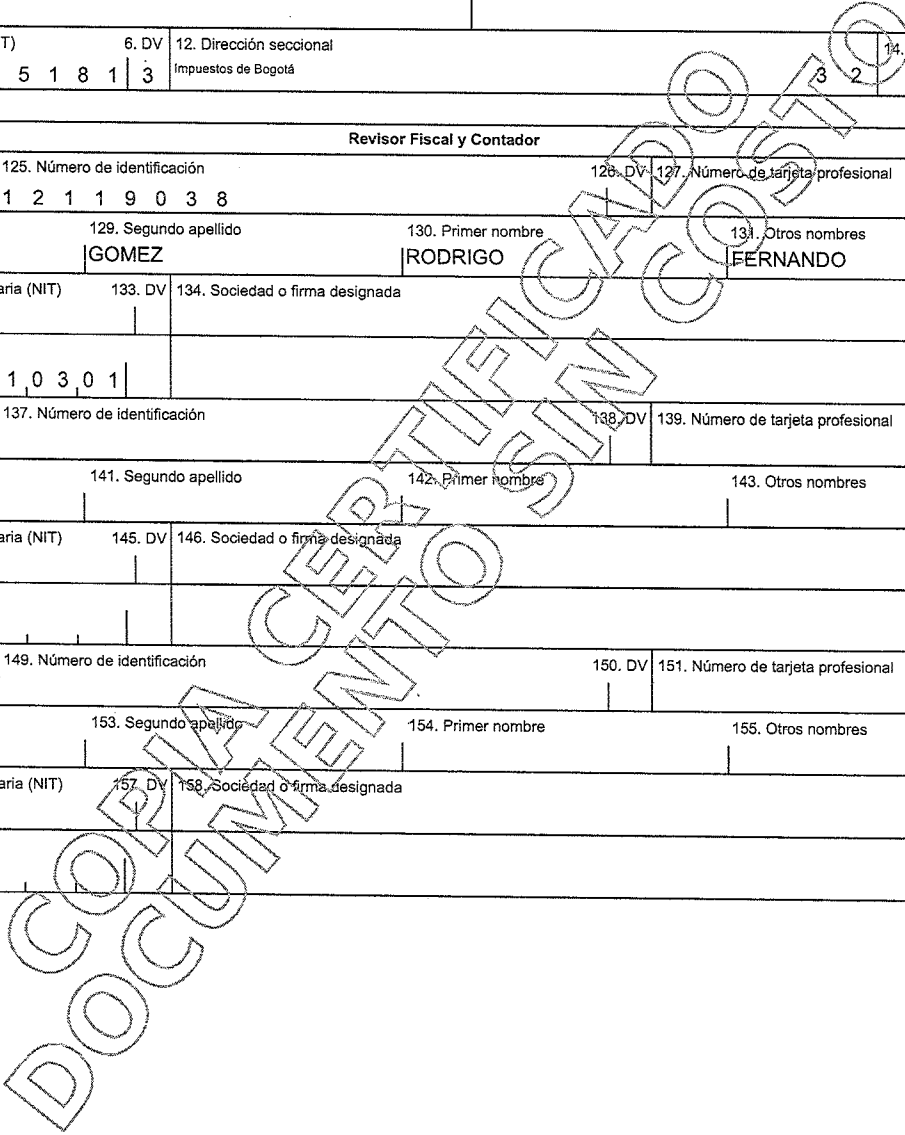 T) 6. DV 12. Dirección seccional 14.
5 1 8 1 3 Impuestos de Bogotá 3 2
Revisor Fiscal y Contador
125. Número de identificación 126. DV 127. Número de tarjeta profesional
1 2 1 1 9 0 3 8
129. Segundo apellido 130. Primer nombre 131. Otros nombres
GOMEZ RODRIGO FERNANDO
aria (NIT) 133. DV 134. Sociedad o firma designada
1 0 3 0 1
137. Número de identificación 138. DV 139. Número de tarjeta profesional
141. Segundo apellido 142. Primer nombre 143. Otros nombres
aria (NIT) 145. DV 146. Sociedad o firma designada
149. Número de identificación 150. DV 151. Número de tarjeta profesional
153. Segundo apellido 154. Primer nombre 155. Otros nombres
aria (NIT) 157. DV 158. Sociedad o firma designada
COPIA CERTIFICADO
DOCUMENTO SIN COSTO